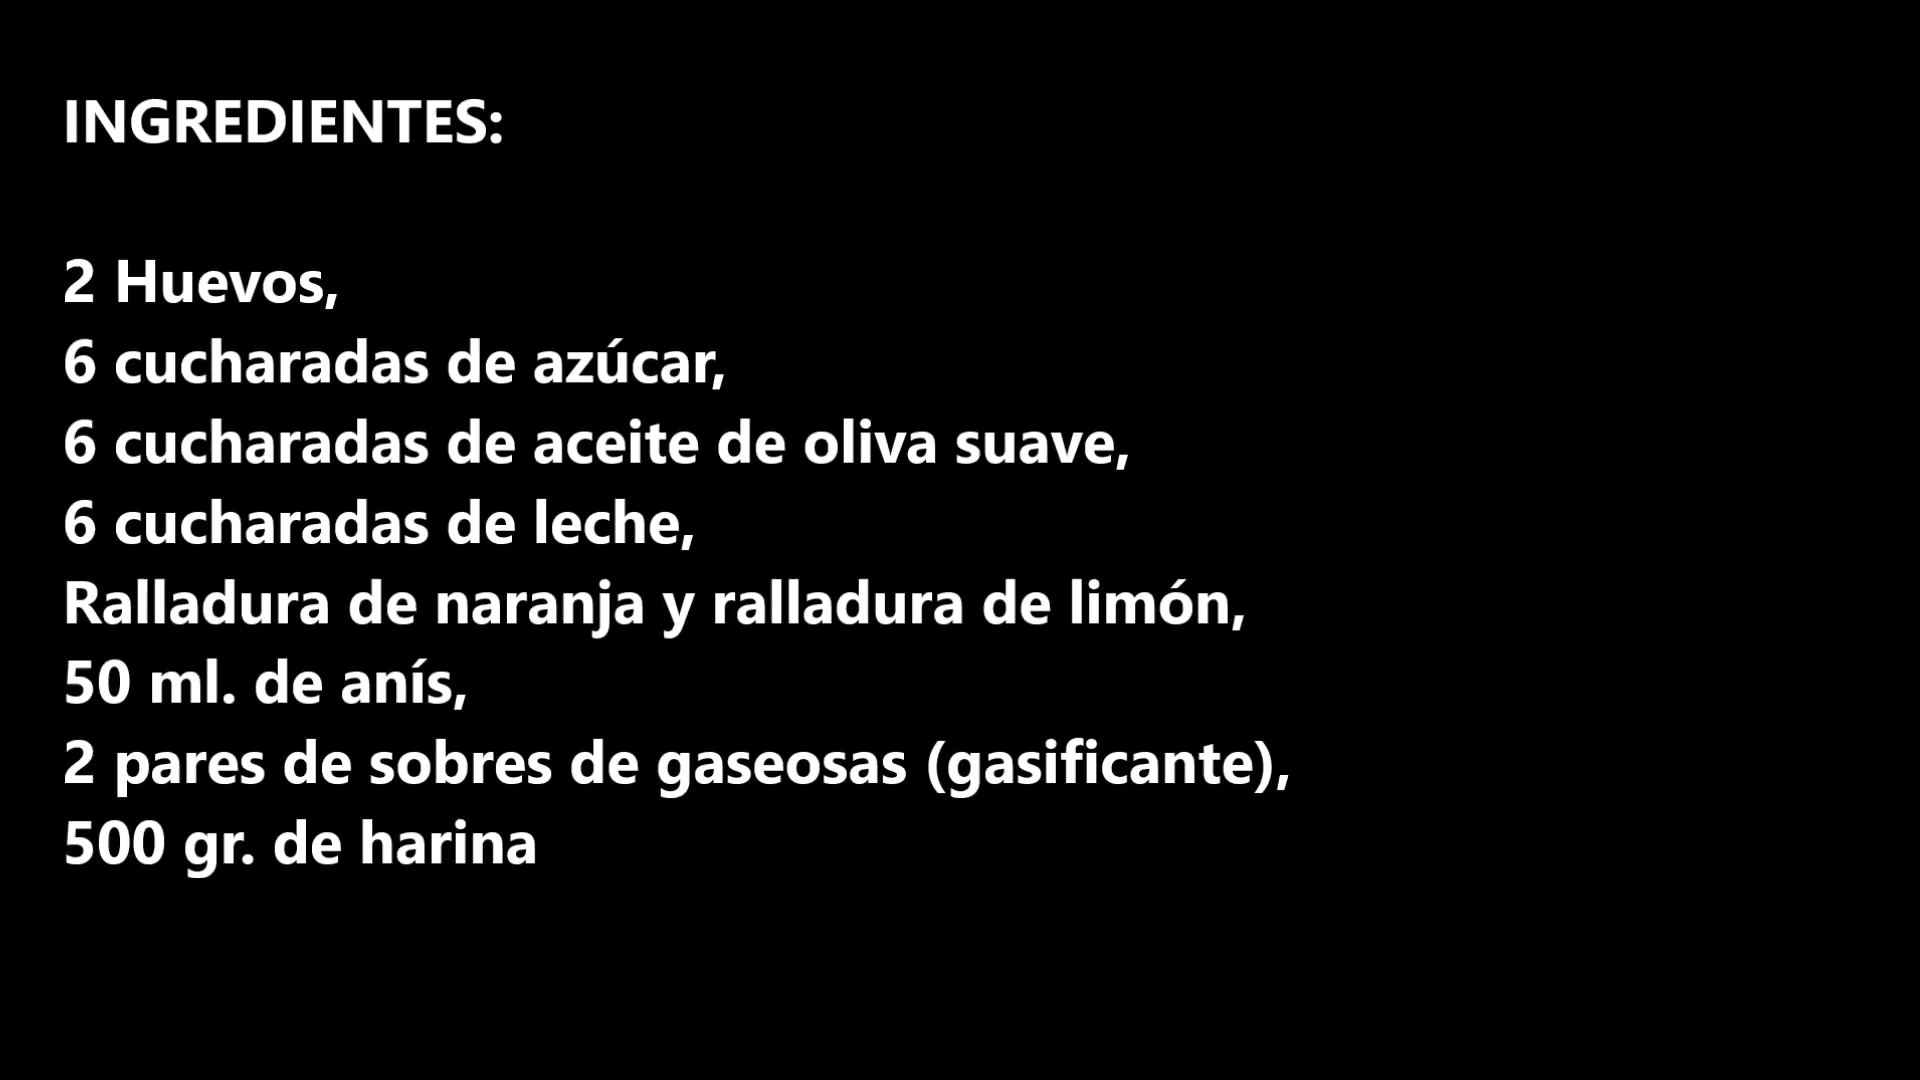 INGREDIENTES:
2 Huevos,
6 cucharadas de azúcar,
6 cucharadas de aceite de oliva suave,
6 cucharadas de leche,
Ralladura de naranja y ralladura de limón,
50 ml. de anís,
2 pares de sobres de gaseosas (gasificante),
500 gr. de harina